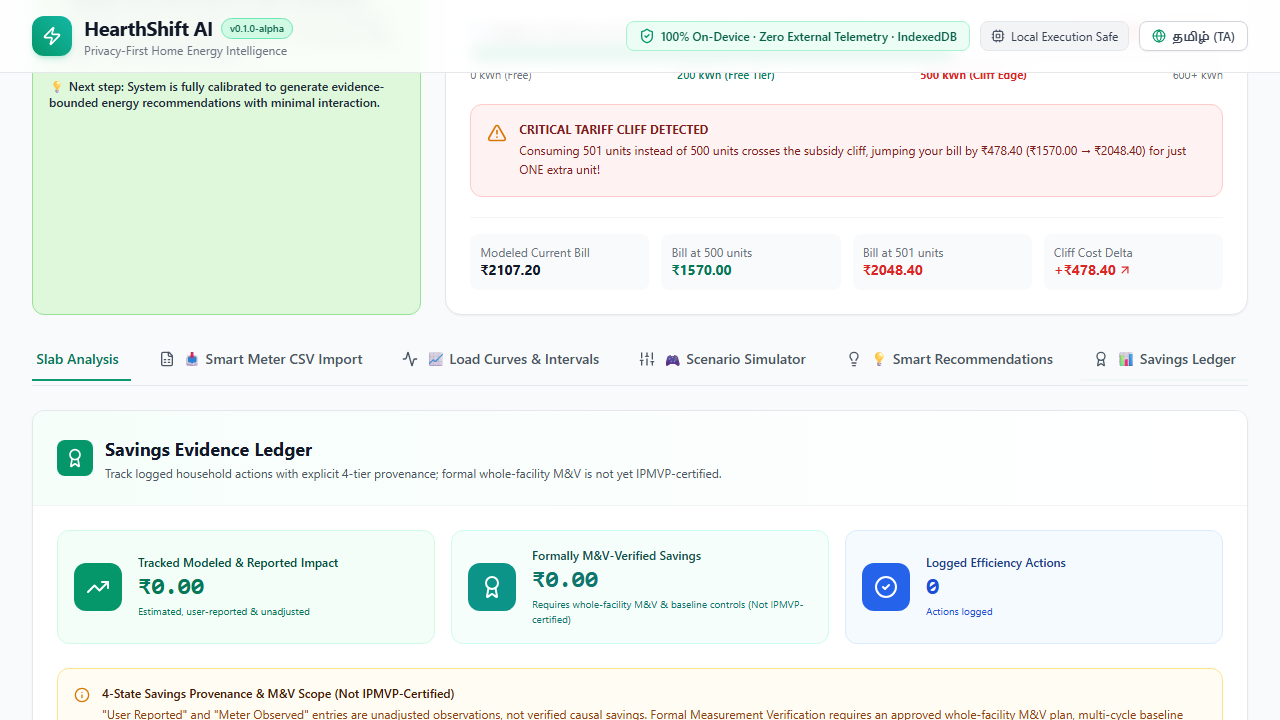 HearthShift AI
v0.1.0-alpha
Privacy-First Home Energy Intelligence
100% On-Device · Zero External Telemetry · IndexedDB
Local Execution Safe
தமிழ் (TA)
💡 Next step: System is fully calibrated to generate evidence-
bounded energy recommendations with minimal interaction.
0 kWh (Free)
200 kWh (Free Tier)
500 kWh (Cliff Edge)
600+ kWh
CRITICAL TARIFF CLIFF DETECTED
Consuming 501 units instead of 500 units crosses the subsidy cliff, jumping your bill by ₹478.40 (₹1570.00 → ₹2048.40) for just
ONE extra unit!
Modeled Current Bill
₹2107.20
Bill at 500 units
₹1570.00
Bill at 501 units
₹2048.40
Cliff Cost Delta
+₹478.40 ↗
Slab Analysis
📥 Smart Meter CSV Import
📈 Load Curves & Intervals
🎮 Scenario Simulator
💡 Smart Recommendations
📊 Savings Ledger
Savings Evidence Ledger
Track logged household actions with explicit 4-tier provenance; formal whole-facility M&V is not yet IPMVP-certified.
Tracked Modeled & Reported Impact
₹0.00
Estimated, user-reported & unadjusted
Formally M&V-Verified Savings
₹0.00
Requires whole-facility M&V & baseline controls (Not IPMVP-
certified)
Logged Efficiency Actions
0
Actions logged
4-State Savings Provenance & M&V Scope (Not IPMVP-Certified)
"User Reported" and "Meter Observed" entries are unadjusted observations, not verified causal savings. Formal Measurement Verification requires an approved whole-facility M&V plan, multi-cycle baseline